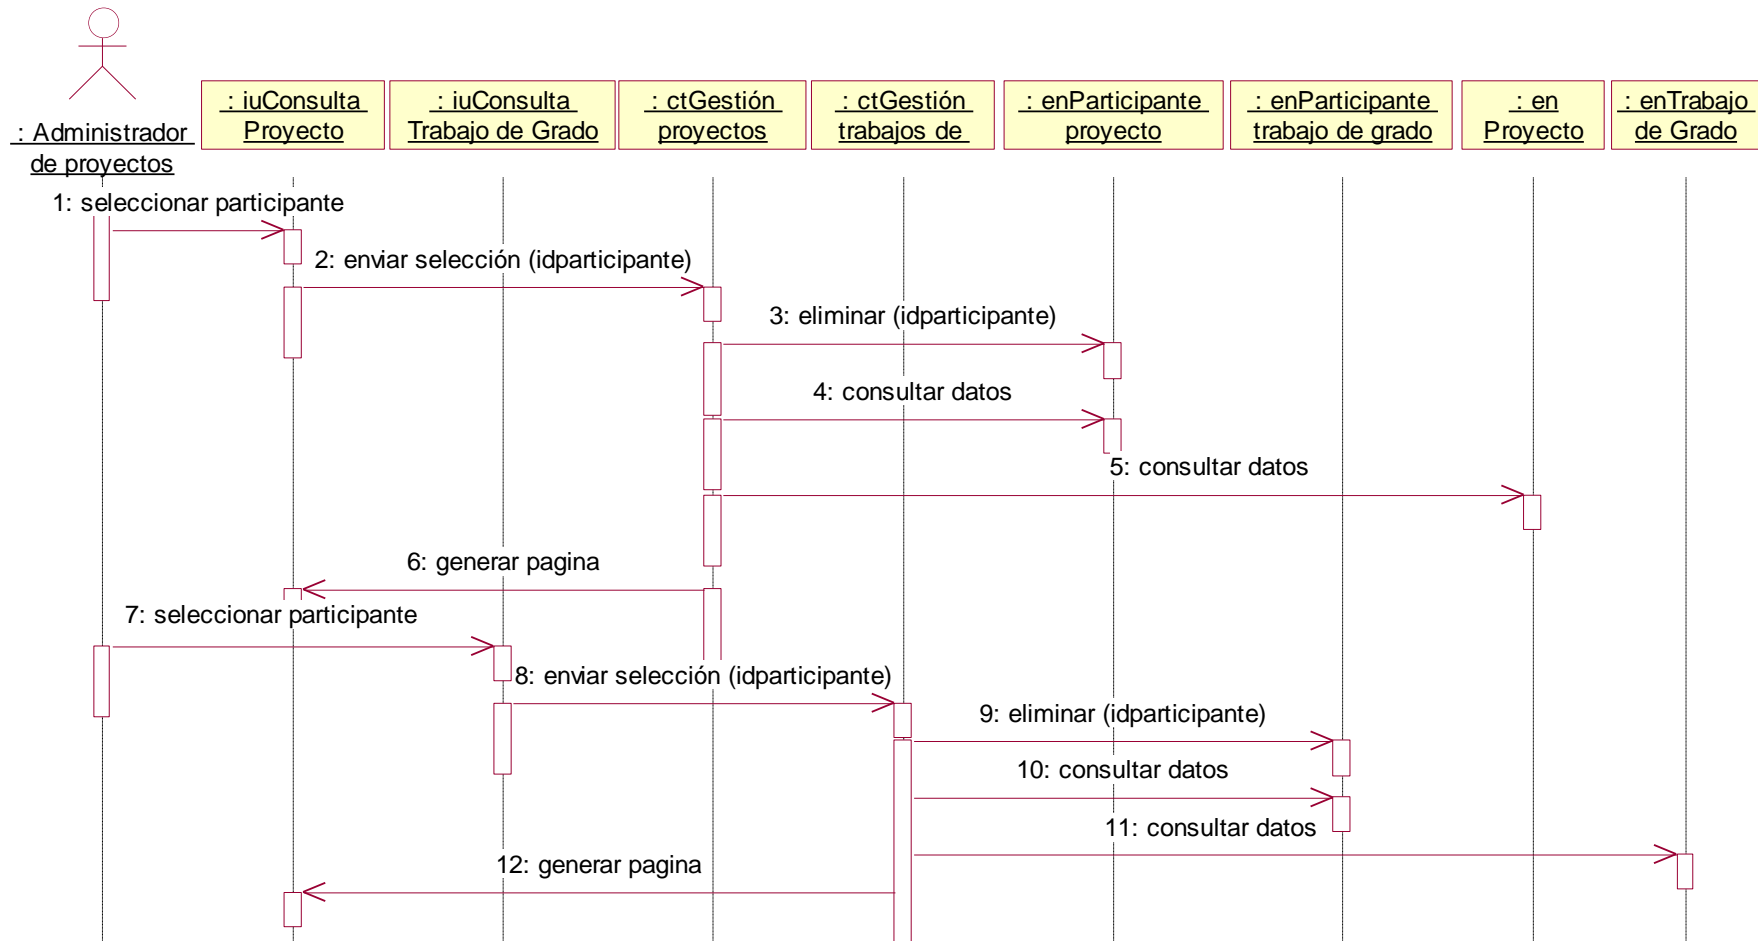 : Administrador
de proyectos
: iuConsulta
Proyecto
: iuConsulta
Trabajo de Grado
: ctGestión
proyectos
: ctGestión
trabajos de
: enParticipante
proyecto
: enParticipante
trabajo de grado
: en
Proyecto
: enTrabajo
de Grado
1: seleccionar participante
2: enviar selección (idparticipante)
3: eliminar (idparticipante)
4: consultar datos
5: consultar datos
6: generar pagina
7: seleccionar participante
8: enviar selección (idparticipante)
9: eliminar (idparticipante)
10: consultar datos
11: consultar datos
12: generar pagina